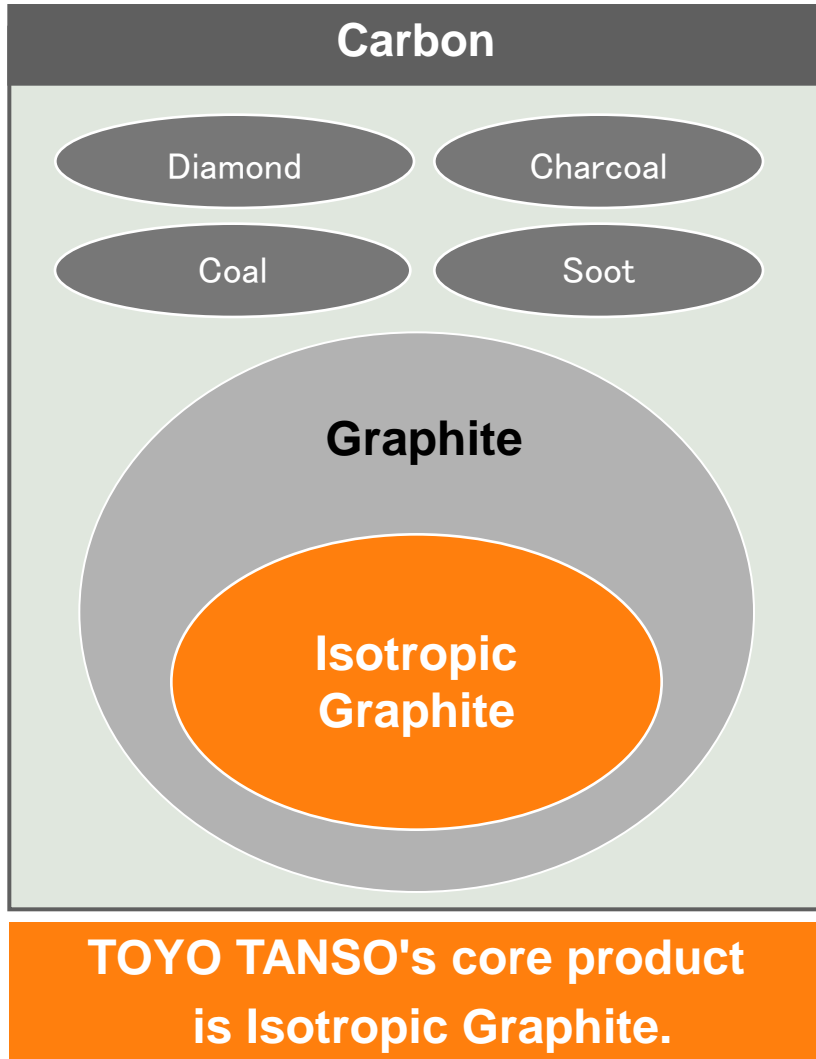 Carbon
Diamond
Charcoal
Coal
Soot
Graphite
Isotropic
Graphite
TOYO TANSO's core product
is Isotropic Graphite.